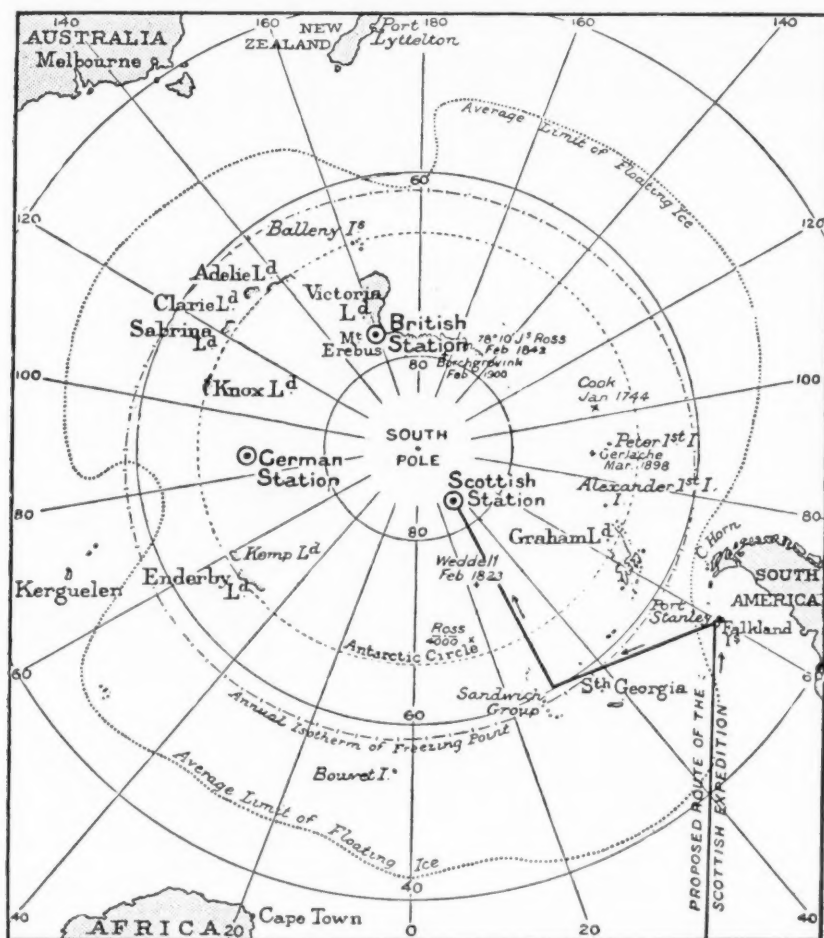 160
180
160
140
140
120
120
100
100
80
80
60
60
40
20
0
20
40
AUSTRALIA
Melbourne
NEW
ZEALAND
Port
Lyttelton
Average Limit of Floating Ice
60
Balleny Is
Adelie Ld
Clarie Ld
Sabrina
Ld
Knox Ld
Victoria
Ld
Mt
Erebus
British
Station
78°10' Js Ross
Feb 1842
Borchgrevink
Feb 1900
80
Cook
Jan 1744
Peter 1st I
Gerlache
Mar. 1898
Alexander 1st I.
SOUTH
POLE
German
Station
Scottish
Station
Graham Ld
80
C. Horn
SOUTH
AMERICA
Port
Stanley
Falkland
Is
Kerguelen
Kemp Ld
Enderby
Ld
Weddell
Feb 1823
Ross
Antarctic Circle
Sandwich
Group
Sth Georgia
60
Annual Isotherm of Freezing Point
Bouvet I.
Average Limit of Floating Ice
40
PROPOSED ROUTE OF THE
SCOTTISH EXPEDITION
AFRICA
Cape Town